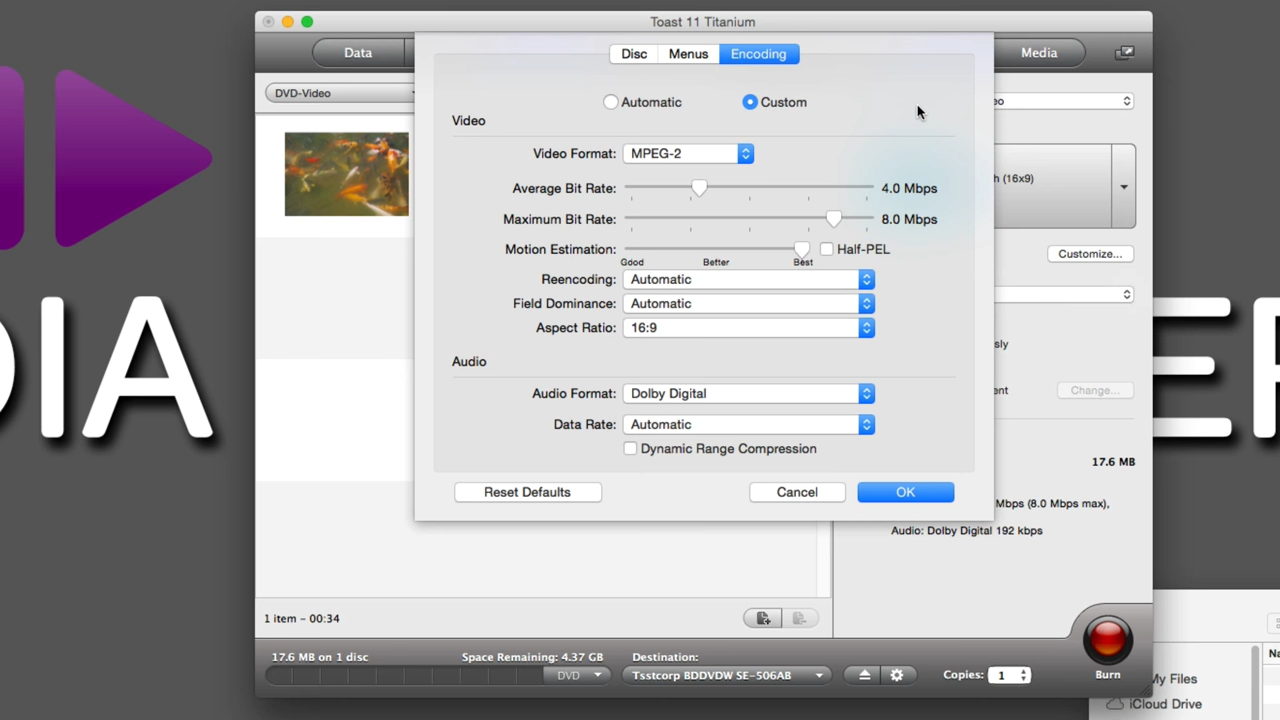 Toast 11 Titanium
Data
Media
DVD-Video
Disc Menus Encoding
Automatic Custom
Video
Video Format: MPEG-2
Average Bit Rate: 4.0 Mbps
Maximum Bit Rate: 8.0 Mbps
Motion Estimation: Half-PEL
Good Better Best
Reencoding: Automatic
Field Dominance: Automatic
Aspect Ratio: 16:9
Audio
Audio Format: Dolby Digital
Data Rate: Automatic
Dynamic Range Compression
Reset Defaults Cancel OK
(16x9)
Customize...
Change...
17.6 MB
Mbps (8.0 Mbps max),
Audio: Dolby Digital 192 kbps
1 item - 00:34
17.6 MB on 1 disc Space Remaining: 4.37 GB Destination:
DVD Tsstcorp BDDVDW SE-506AB Copies: 1 Burn
DIA
ER
My Files
iCloud Drive